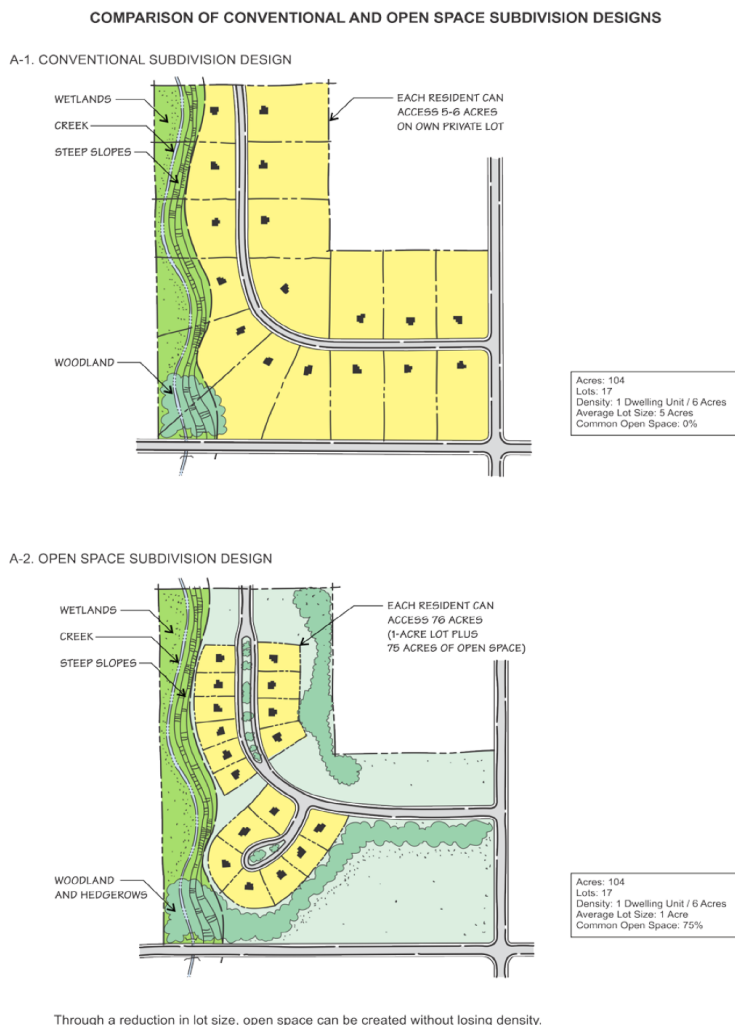 COMPARISON OF CONVENTIONAL AND OPEN SPACE SUBDIVISION DESIGNS
A-1. CONVENTIONAL SUBDIVISION DESIGN
WETLANDS
CREEK
STEEP SLOPES
EACH RESIDENT CAN
ACCESS 5-6 ACRES
ON OWN PRIVATE LOT
WOODLAND
Acres: 104
Lots: 17
Density: 1 Dwelling Unit / 6 Acres
Average Lot Size: 5 Acres
Common Open Space: 0%
A-2. OPEN SPACE SUBDIVISION DESIGN
WETLANDS
CREEK
STEEP SLOPES
EACH RESIDENT CAN
ACCESS 76 ACRES
(1-ACRE LOT PLUS
75 ACRES OF OPEN SPACE)
WOODLAND
AND HEDGEROWS
Acres: 104
Lots: 17
Density: 1 Dwelling Unit / 6 Acres
Average Lot Size: 1 Acre
Common Open Space: 75%
Through a reduction in lot size, open space can be created without losing density.